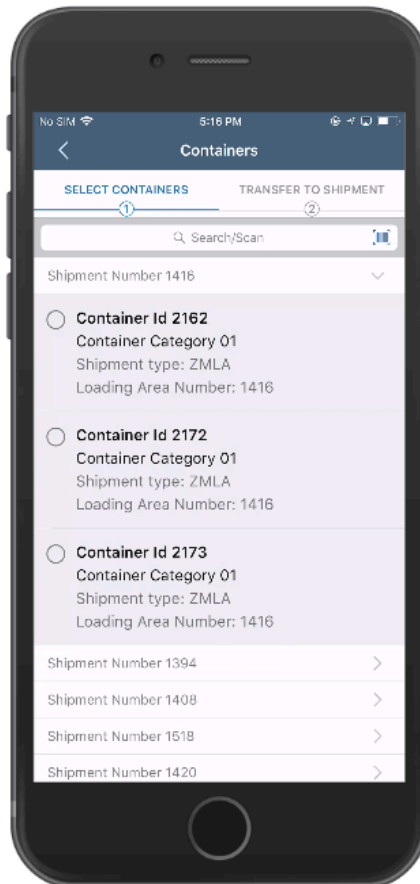 No SIM 5:16 PM
Containers
SELECT CONTAINERS TRANSFER TO SHIPMENT
1 2
Search/Scan
Shipment Number 1416
Container Id 2162
Container Category 01
Shipment type: ZMLA
Loading Area Number: 1416
Container Id 2172
Container Category 01
Shipment type: ZMLA
Loading Area Number: 1416
Container Id 2173
Container Category 01
Shipment type: ZMLA
Loading Area Number: 1416
Shipment Number 1394
Shipment Number 1408
Shipment Number 1518
Shipment Number 1420